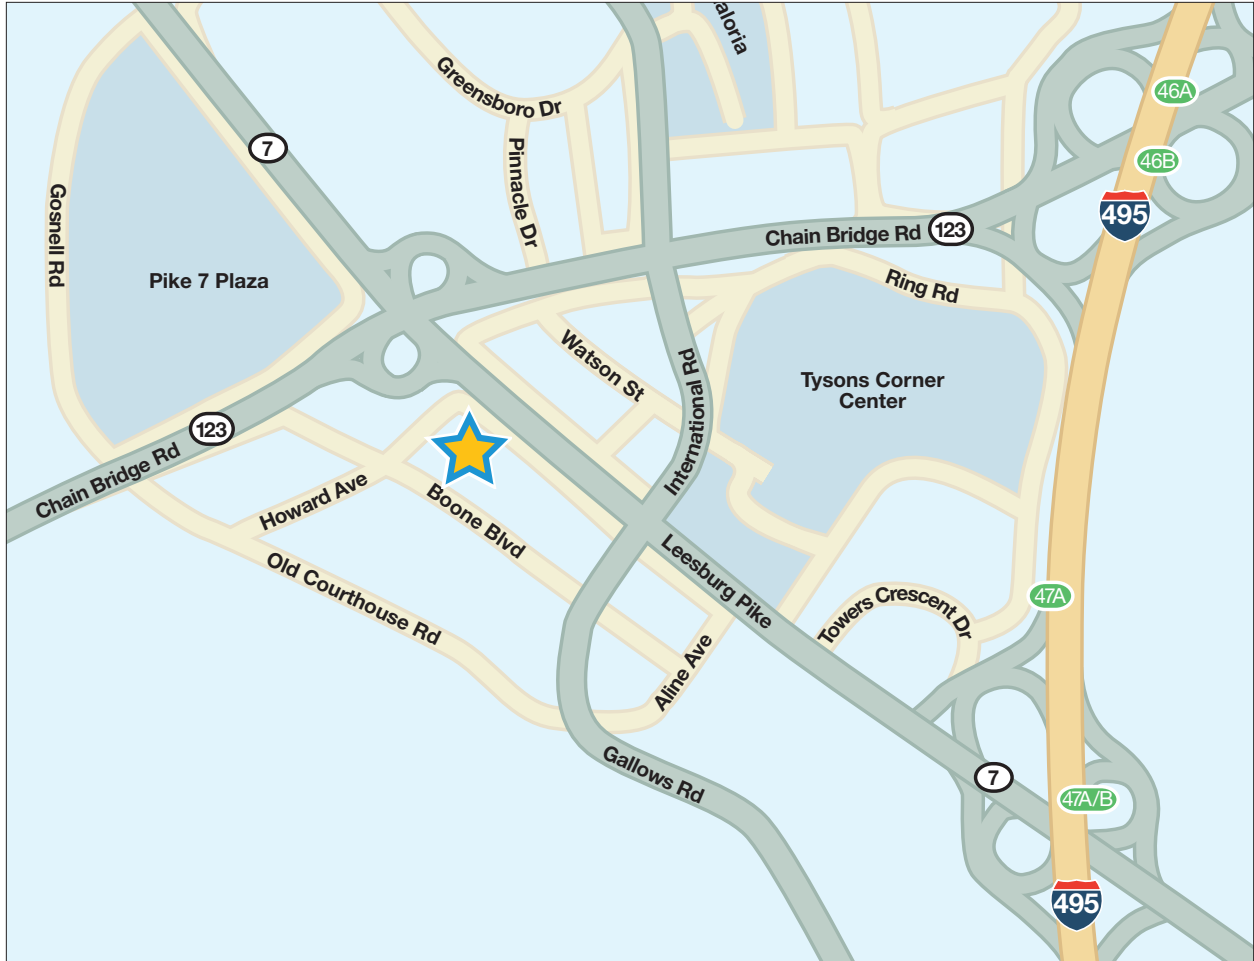 aloria
Greensboro Dr
46A
7
Pinnacle Dr
46B
Gosnell Rd
495
Chain Bridge Rd
123
Pike 7 Plaza
Ring Rd
Watson St
International Rd
Tysons Corner
Center
123
Chain Bridge Rd
Howard Ave
Boone Blvd
Old Courthouse Rd
Leesburg Pike
47A
Towers Crescent Dr
Aline Ave
Gallows Rd
7
47A/B
495